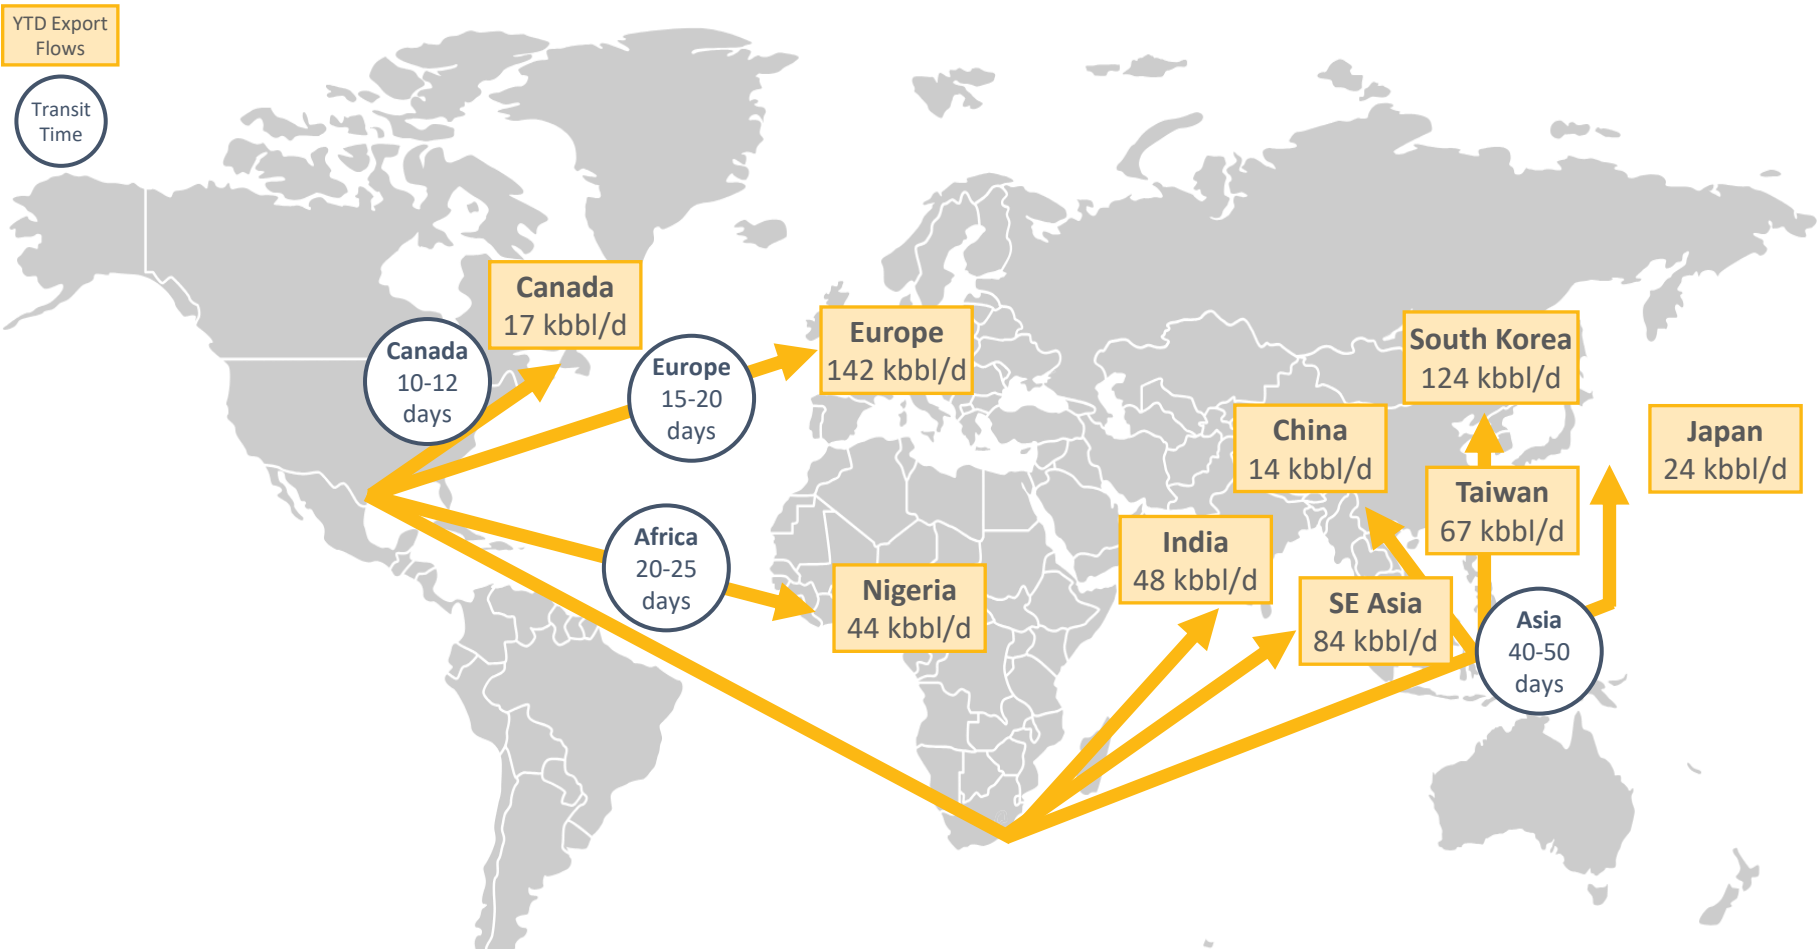 YTD Export
Flows
Transit
Time
Canada
17 kbbl/d
Canada
10-12
days
Europe
15-20
days
Europe
142 kbbl/d
Africa
20-25
days
Nigeria
44 kbbl/d
India
48 kbbl/d
China
14 kbbl/d
SE Asia
84 kbbl/d
South Korea
124 kbbl/d
Taiwan
67 kbbl/d
Japan
24 kbbl/d
Asia
40-50
days